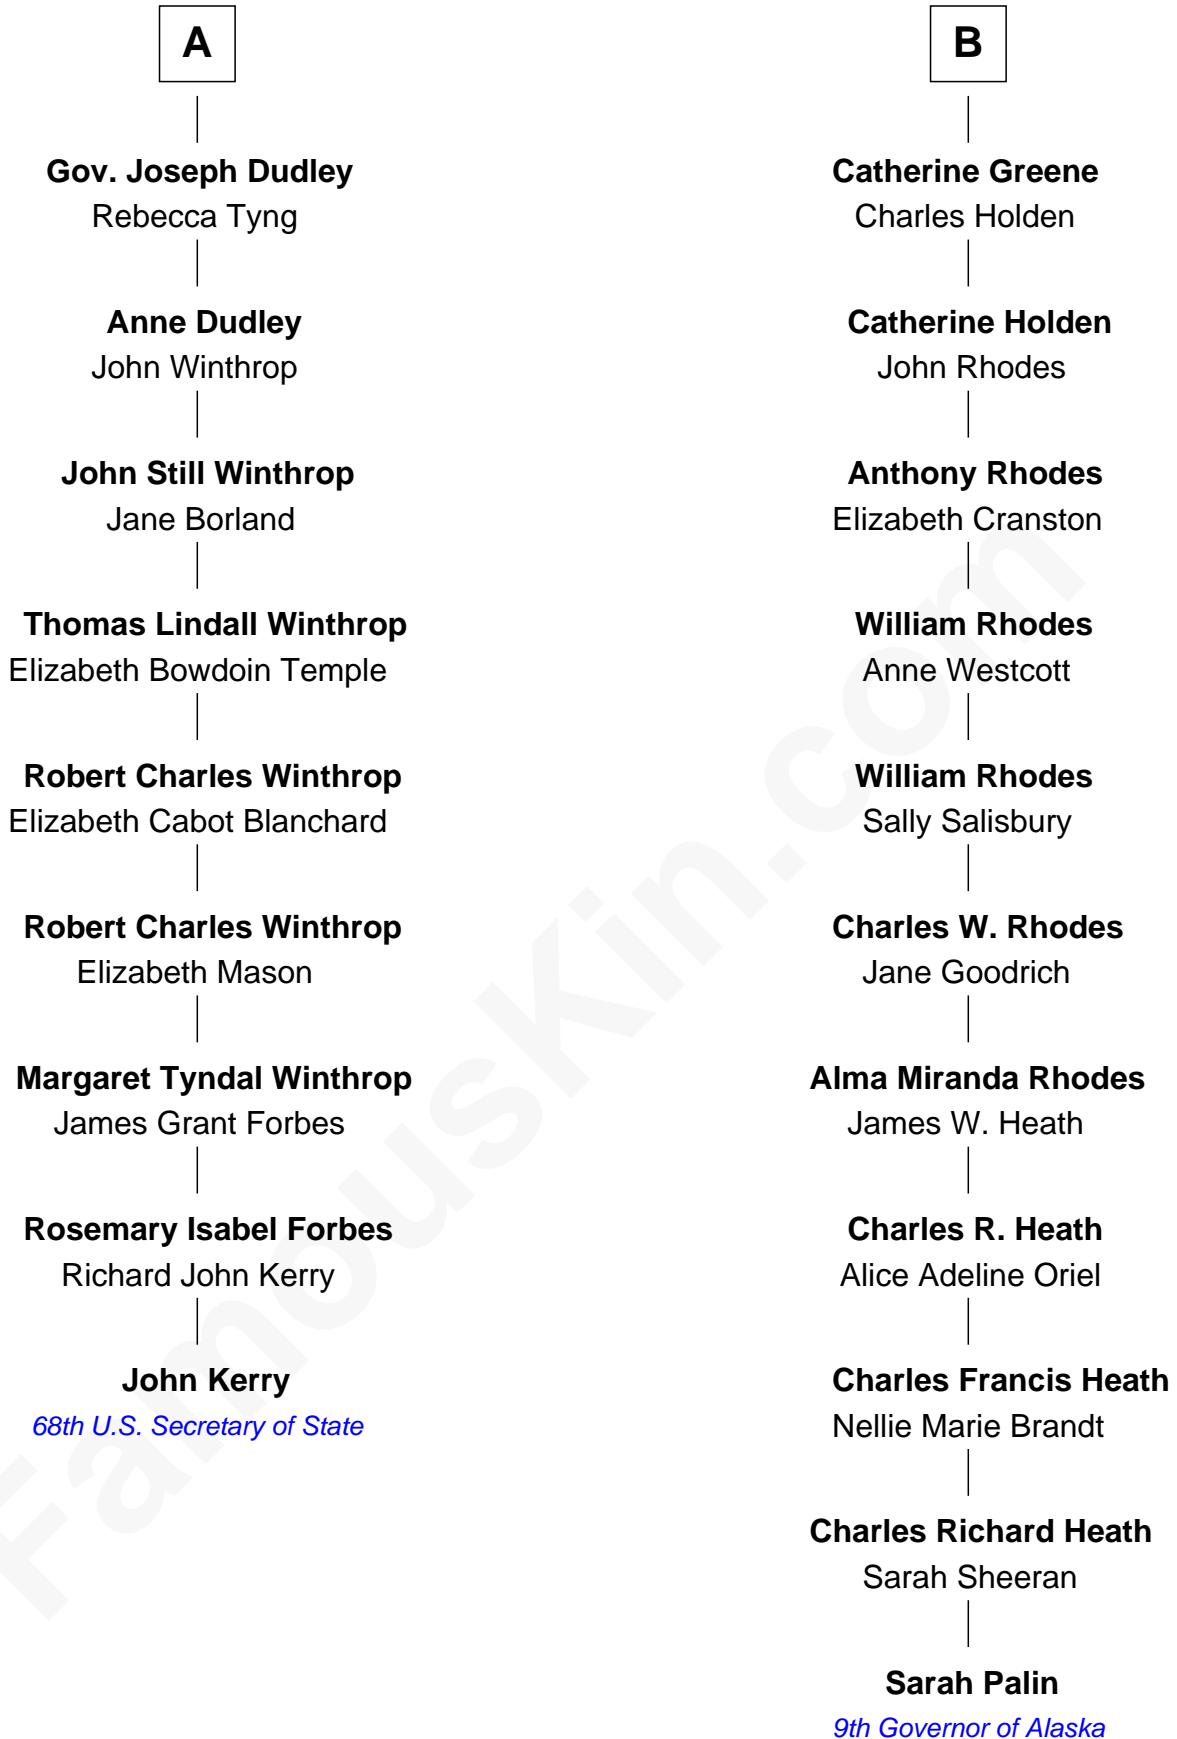 A
Gov. Joseph Dudley
Rebecca Tyng
Anne Dudley
John Winthrop
John Still Winthrop
Jane Borland
Thomas Lindall Winthrop
Elizabeth Bowdoin Temple
Robert Charles Winthrop
Elizabeth Cabot Blanchard
Robert Charles Winthrop
Elizabeth Mason
Margaret Tyndal Winthrop
James Grant Forbes
Rosemary Isabel Forbes
Richard John Kerry
John Kerry
68th U.S. Secretary of State
B
Catherine Greene
Charles Holden
Catherine Holden
John Rhodes
Anthony Rhodes
Elizabeth Cranston
William Rhodes
Anne Westcott
William Rhodes
Sally Salisbury
Charles W. Rhodes
Jane Goodrich
Alma Miranda Rhodes
James W. Heath
Charles R. Heath
Alice Adeline Oriel
Charles Francis Heath
Nellie Marie Brandt
Charles Richard Heath
Sarah Sheeran
Sarah Palin
9th Governor of Alaska
FamousKin.com